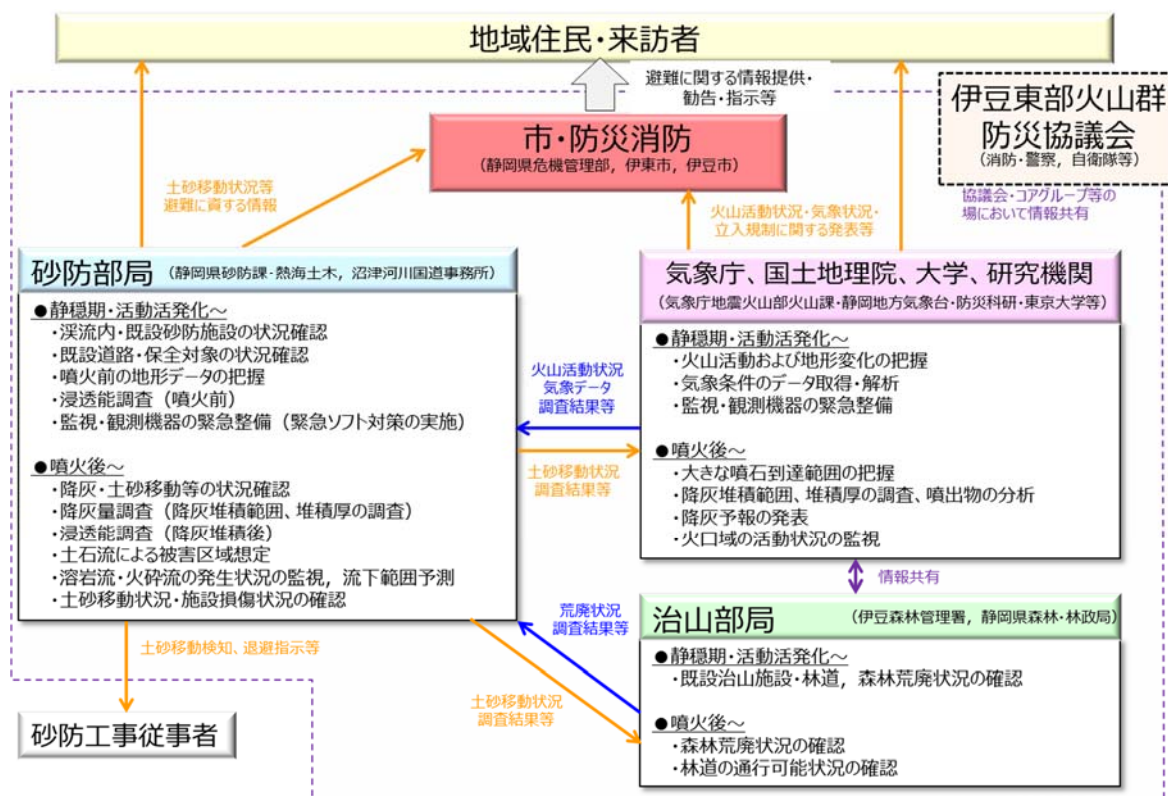 地域住民・来訪者
避難に関する情報提供・
勧告・指示等
伊豆東部火山群
防災協議会
(消防・警察，自衛隊等)
市・防災消防
(静岡県危機管理部，伊東市，伊豆市)
協議会・コアグループ等の
場において情報共有
土砂移動状況等
避難に資する情報
火山活動状況・気象状況・
立入規制に関する発表等
砂防部局 (静岡県砂防課・熱海土木，沼津河川国道事務所)
●静穏期・活動活発化～
・渓流内・既設砂防施設の状況確認
・既設道路・保全対象の状況確認
・噴火前の地形データの把握
・浸透能調査（噴火前）
・監視・観測機器の緊急整備（緊急ソフト対策の実施）
●噴火後～
・降灰・土砂移動等の状況確認
・降灰量調査（降灰堆積範囲、堆積厚の調査）
・浸透能調査（降灰堆積後）
・土石流による被害区域想定
・溶岩流・火砕流の発生状況の監視，流下範囲予測
・土砂移動状況・施設損傷状況の確認
火山活動状況
気象データ
調査結果等
土砂移動状況
調査結果等
気象庁、国土地理院、大学、研究機関
(気象庁地震火山部火山課・静岡地方気象台・防災科研・東京大学等)
●静穏期・活動活発化～
・火山活動および地形変化の把握
・気象条件のデータ取得・解析
・監視・観測機器の緊急整備
●噴火後～
・大きな噴石到達範囲の把握
・降灰堆積範囲、堆積厚の調査、噴出物の分析
・降灰予報の発表
・火口域の活動状況の監視
情報共有
荒廃状況
調査結果等
土砂移動状況
調査結果等
治山部局 (伊豆森林管理署，静岡県森林・林政局)
●静穏期・活動活発化～
・既設治山施設・林道，森林荒廃状況の確認
●噴火後～
・森林荒廃状況の確認
・林道の通行可能状況の確認
土砂移動検知、退避指示等
砂防工事従事者